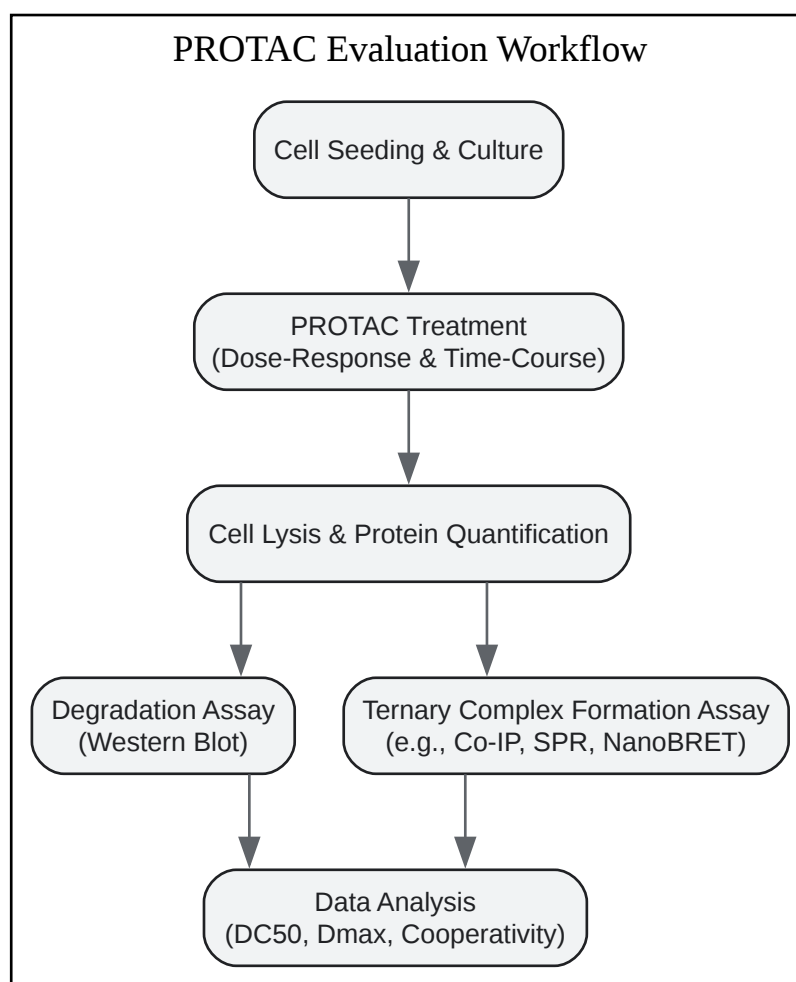 PROTAC Evaluation Workflow
Cell Seeding & Culture
PROTAC Treatment
(Dose-Response & Time-Course)
Cell Lysis & Protein Quantification
Degradation Assay
(Western Blot)
Ternary Complex Formation Assay
(e.g., Co-IP, SPR, NanoBRET)
Data Analysis
(DC50, Dmax, Cooperativity)